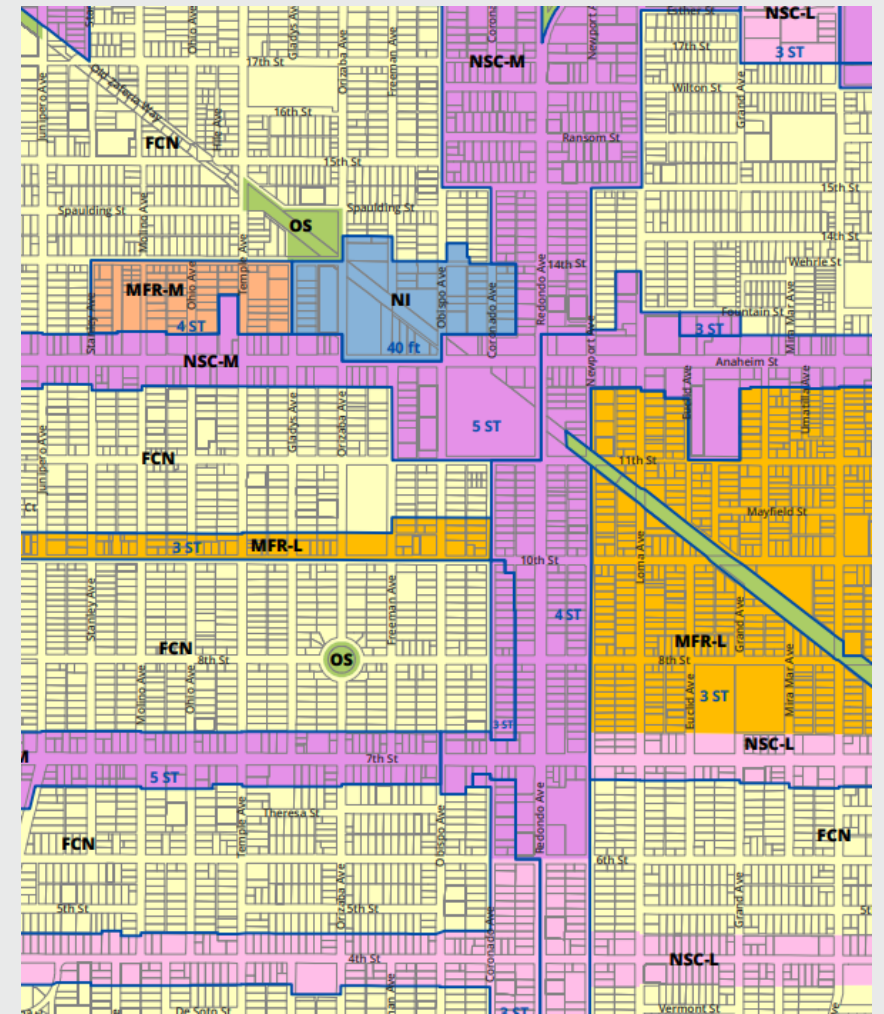 NSC-L
Esther St
17th St
3 ST
NSC-M
Newport A
Corona
Ohio Ave
Gladys Ave
Orizaba Ave
Freeman Ave
17th St
Old Zaferia Way
Junipero Ave
Wilton St
Grand Ave
16th St
FCN
Ransom St
15th St
15th St
Spaulding St
Molino Ave
Spaulding St
OS
14th St
14th St
Wehrle St
Temple Ave
MFR-M
Ohio Ave
NI
Obispo Ave
Coronado Ave
Redondo Ave
Stanley Ave
4 ST
Fountain St
3 ST
Mira Mar Ave
40 ft
Newport Ave
NSC-M
Anaheim St
Euclid Ave
Umatilla Ave
Gladys Ave
Orizaba Ave
5 ST
Junipero Ave
FCN
11th St
Ct
Mayfield St
3 ST
MFR-L
10th St
Loma Ave
Stanley Ave
Freeman Ave
4 ST
Grand Ave
FCN
8th St
OS
MFR-L
8th St
Molino Ave
Ohio Ave
Euclid Ave
3 ST
Mira Mar Ave
3 ST
NSC-L
M
7th St
5 ST
Theresa St
Temple Ave
Obispo Ave
Redondo Ave
FCN
FCN
6th St
Orizaba Ave
Grand Ave
5th St
5th St
5t
Coronado Ave
4th St
NSC-L
De Soto St
man Ave
3 ST
Vermont St
ve